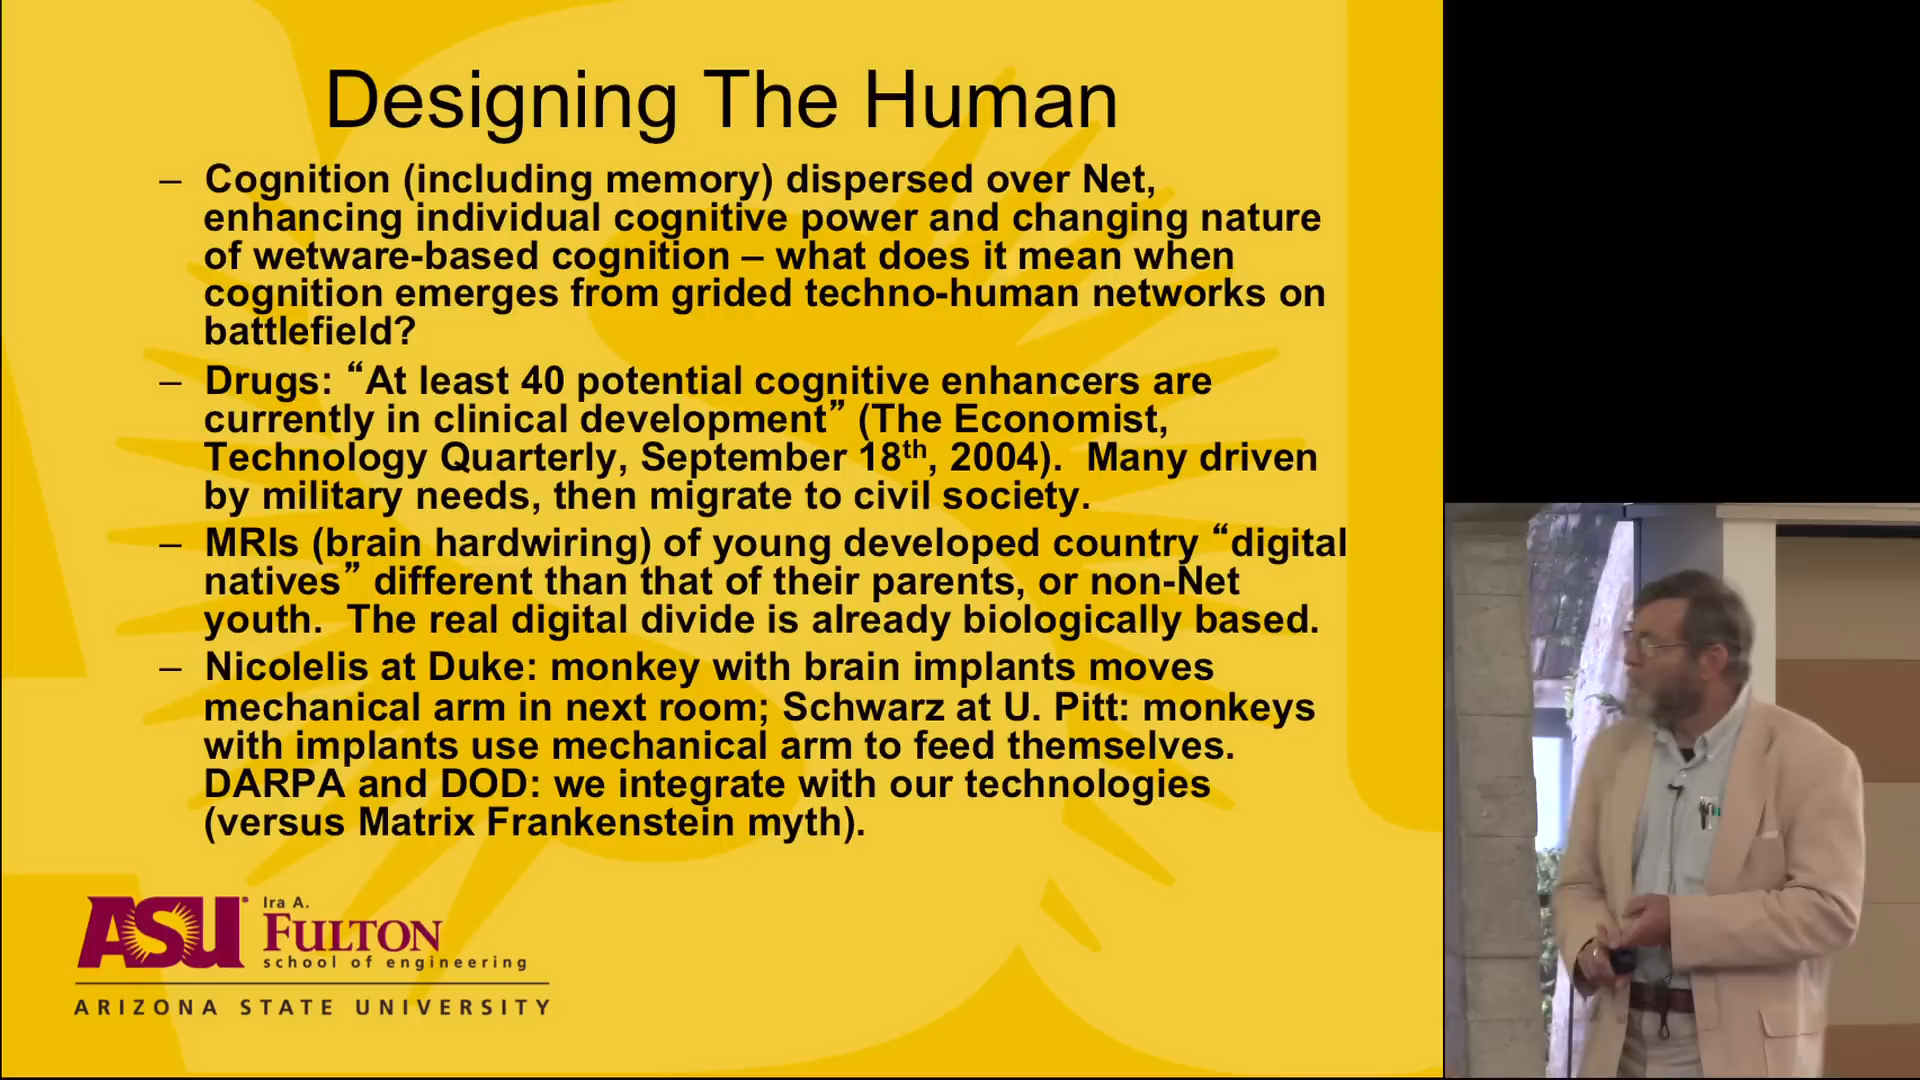 Designing The Human
– Cognition (including memory) dispersed over Net,
enhancing individual cognitive power and changing nature
of wetware-based cognition – what does it mean when
cognition emerges from grided techno-human networks on
battlefield?
– Drugs: “At least 40 potential cognitive enhancers are
currently in clinical development” (The Economist,
Technology Quarterly, September 18th, 2004).  Many driven
by military needs, then migrate to civil society.
– MRIs (brain hardwiring) of young developed country “digital
natives” different than that of their parents, or non-Net
youth.  The real digital divide is already biologically based.
– Nicolelis at Duke: monkey with brain implants moves
mechanical arm in next room; Schwarz at U. Pitt: monkeys
with implants use mechanical arm to feed themselves.
DARPA and DOD: we integrate with our technologies
(versus Matrix Frankenstein myth).
ASU
Ira A.
FULTON
school of engineering
ARIZONA STATE UNIVERSITY